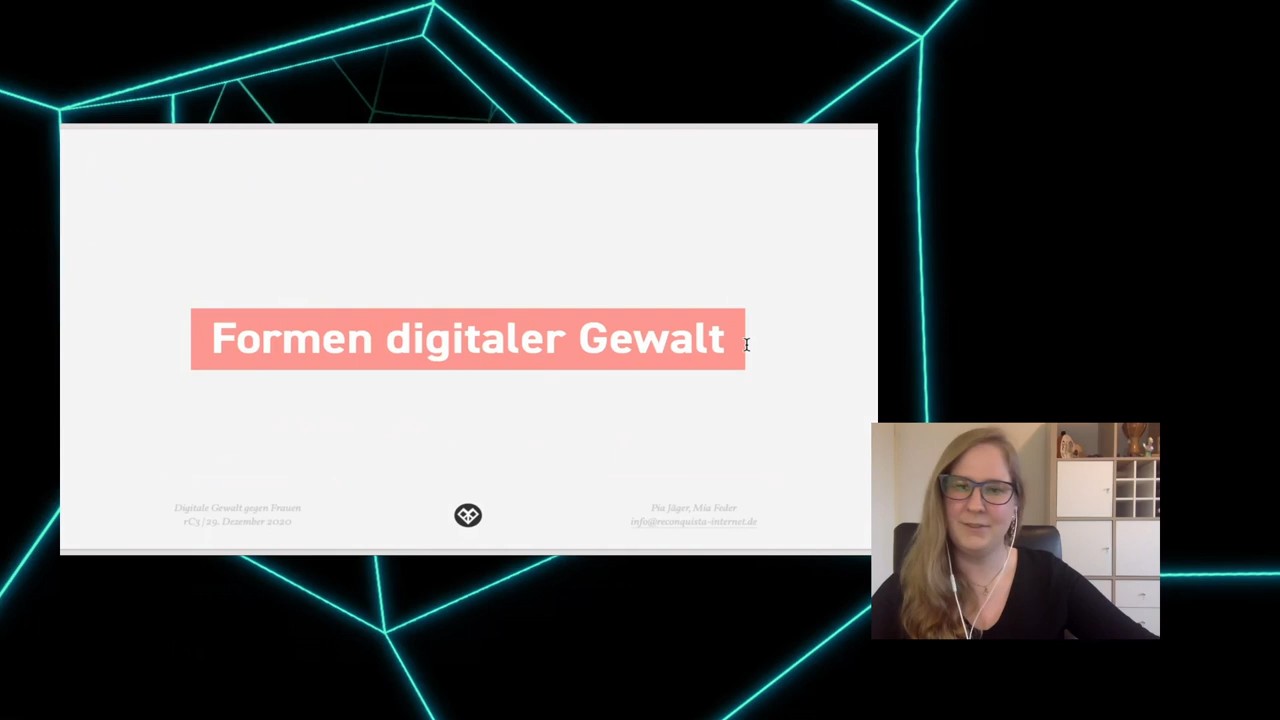 Formen digitaler Gewalt
Digitale Gewalt gegen Frauen
rC3 | 29. Dezember 2020
Pia Jäger, Mia Feder
info@reconquista-internet.de